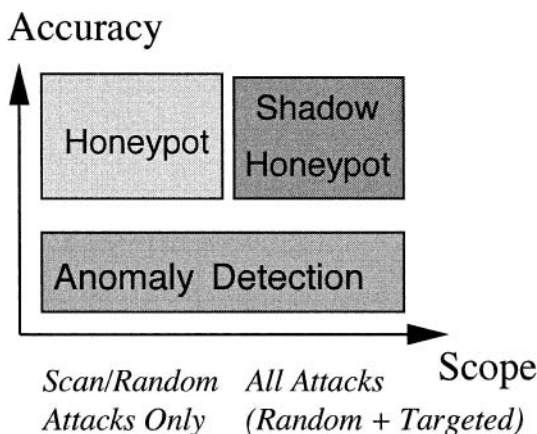 Accuracy
Honeypot
Shadow
Honeypot
Anomaly Detection
Scope
Scan/Random
Attacks Only
All Attacks
(Random + Targeted)